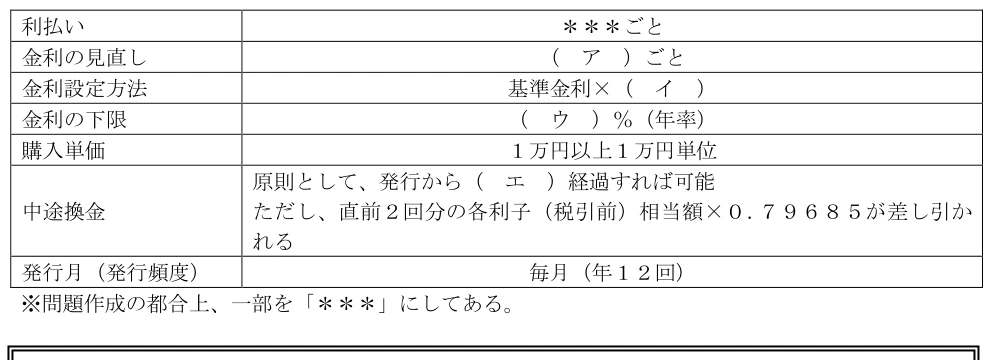 利払い ＊＊＊ごと
金利の見直し （　ア　）ごと
金利設定方法 基準金利×（　イ　）
金利の下限 （　ウ　）％（年率）
購入単価 １万円以上１万円単位
中途換金 原則として、発行から（　エ　）経過すれば可能
ただし、直前２回分の各利子（税引前）相当額×０.７９６８５が差し引か
れる
発行月（発行頻度） 毎月（年１２回）
※問題作成の都合上、一部を「＊＊＊」にしてある。